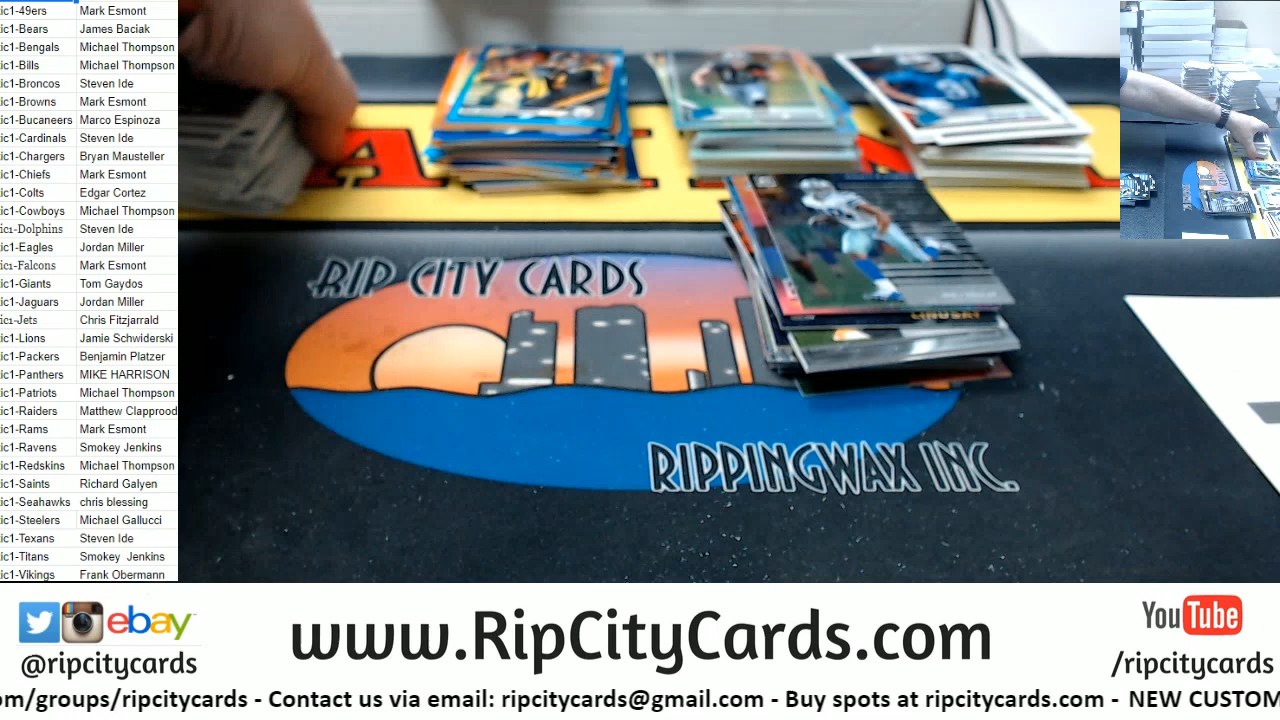 ic1-49ers Mark Esmont
ic1-Bears James Baciak
ic1-Bengals Michael Thompson
ic1-Bills Michael Thompson
ic1-Broncos Steven Ide
ic1-Browns Mark Esmont
ic1-Bucaneers Marco Espinoza
ic1-Cardinals Steven Ide
ic1-Chargers Bryan Mausteller
ic1-Chiefs Mark Esmont
ic1-Colts Edgar Cortez
ic1-Cowboys Michael Thompson
ic1-Dolphins Steven Ide
ic1-Eagles Jordan Miller
ic1-Falcons Mark Esmont
ic1-Giants Tom Gaydos
ic1-Jaguars Jordan Miller
ic1-Jets Chris Fitzjarrald
ic1-Lions Jamie Schwiderski
ic1-Packers Benjamin Platzer
ic1-Panthers MIKE HARRISON
ic1-Patriots Michael Thompson
ic1-Raiders Matthew Clapprood
ic1-Rams Mark Esmont
ic1-Ravens Smokey Jenkins
ic1-Redskins Michael Thompson
ic1-Saints Richard Galyen
ic1-Seahawks chris blessing
ic1-Steelers Michael Gallucci
ic1-Texans Steven Ide
ic1-Titans Smokey Jenkins
ic1-Vikings Frank Obermann
RIP CITY CARDS
RIPPINGWAX INC.
ebay
@ripcitycards
www.RipCityCards.com
YouTube
/ripcitycards
om/groups/ripcitycards - Contact us via email: ripcitycards@gmail.com - Buy spots at ripcitycards.com - NEW CUSTOM